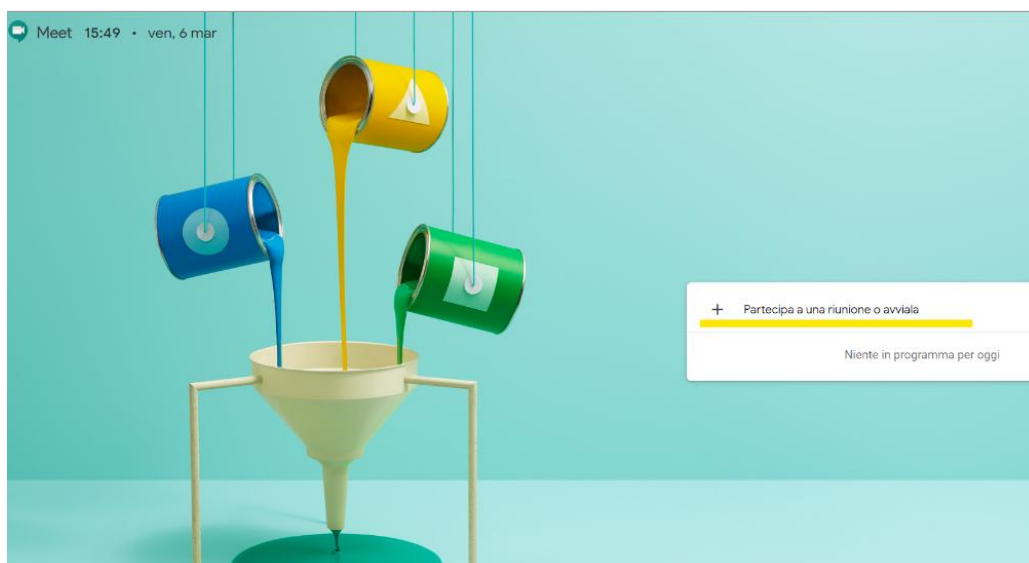 Meet 15:49 • ven, 6 mar
+ Partecipa a una riunione o avviala
Niente in programma per oggi